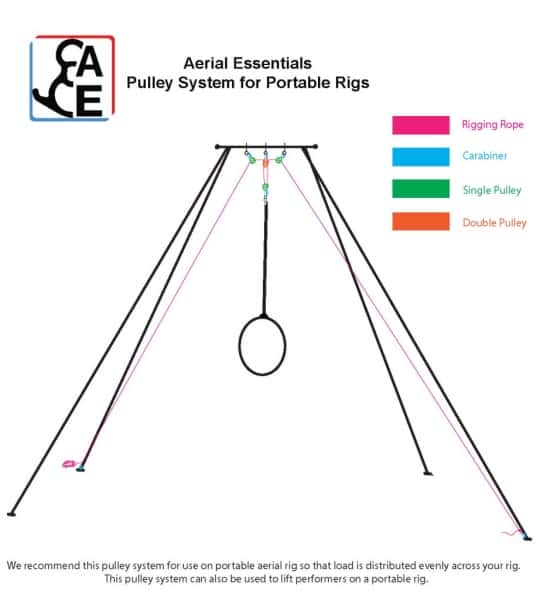 CA
CE
Aerial Essentials
Pulley System for Portable Rigs
Rigging Rope
Carabiner
Single Pulley
Double Pulley
We recommend this pulley system for use on portable aerial rig so that load is distributed evenly across your rig.
This pulley system can also be used to lift performers on a portable rig.